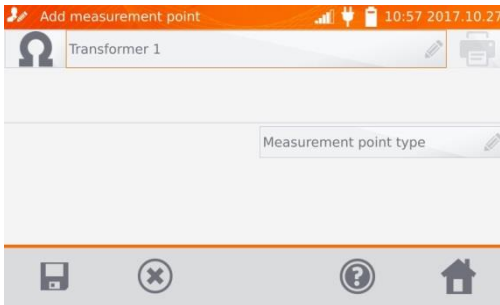 Add measurement point 10:57 2017.10.27
Ω Transformer 1
Measurement point type
?